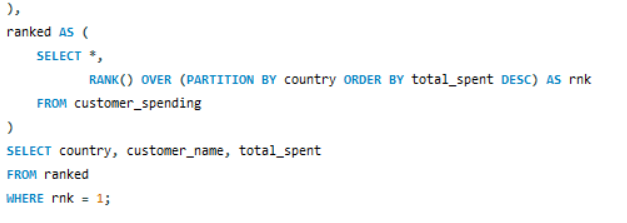 ),
ranked AS (
    SELECT *,
           RANK() OVER (PARTITION BY country ORDER BY total_spent DESC) AS rnk
    FROM customer_spending
)
SELECT country, customer_name, total_spent
FROM ranked
WHERE rnk = 1;